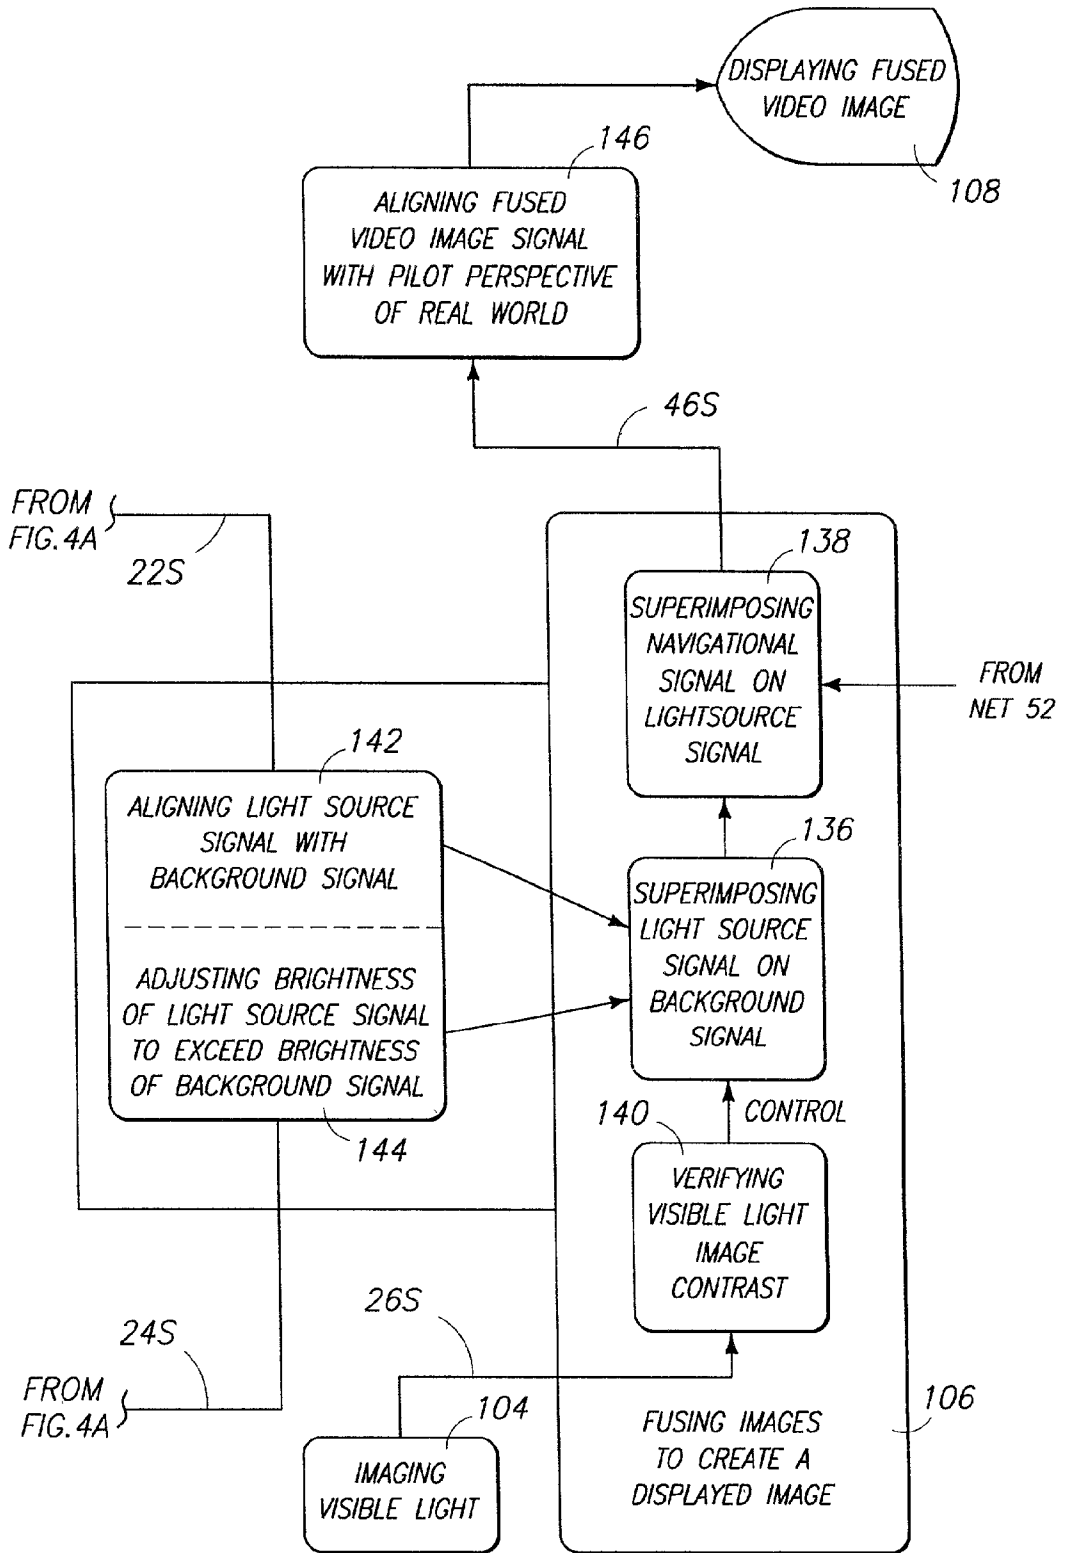 DISPLAYING FUSED
VIDEO IMAGE
108
146
ALIGNING FUSED
VIDEO IMAGE SIGNAL
WITH PILOT PERSPECTIVE
OF REAL WORLD
46S
FROM
FIG. 4A
22S
138
SUPERIMPOSING
NAVIGATIONAL
SIGNAL ON
LIGHTSOURCE
SIGNAL
FROM
NET 52
142
ALIGNING LIGHT SOURCE
SIGNAL WITH
BACKGROUND SIGNAL
ADJUSTING BRIGHTNESS
OF LIGHT SOURCE SIGNAL
TO EXCEED BRIGHTNESS
OF BACKGROUND SIGNAL
144
136
SUPERIMPOSING
LIGHT SOURCE
SIGNAL ON
BACKGROUND
SIGNAL
CONTROL
140
VERIFYING
VISIBLE LIGHT
IMAGE
CONTRAST
26S
24S
FROM
FIG. 4A
104
IMAGING
VISIBLE LIGHT
106
FUSING IMAGES
TO CREATE A
DISPLAYED IMAGE